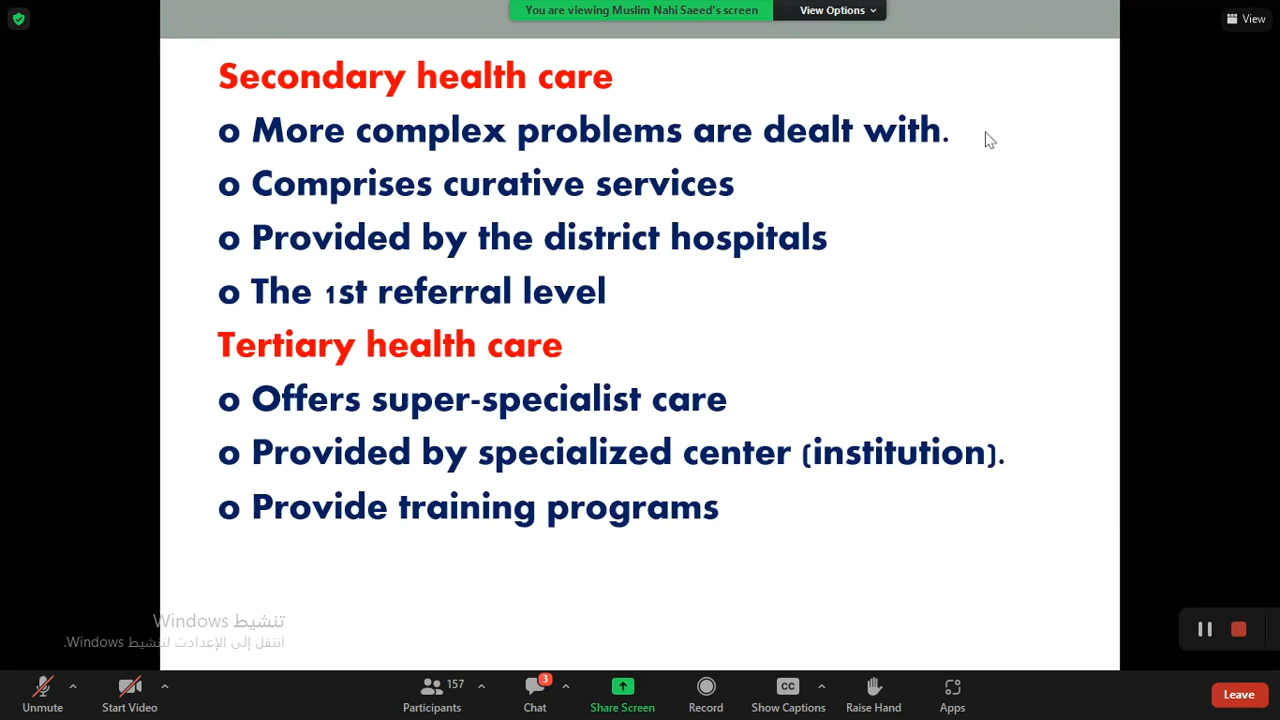 You are viewing Muslim Nahi Saeed's screen
View Options
View
Secondary health care
o More complex problems are dealt with.
o Comprises curative services
o Provided by the district hospitals
o The 1st referral level
Tertiary health care
o Offers super-specialist care
o Provided by specialized center (institution).
o Provide training programs
تنشيط Windows
انتقل إلى الإعدادت لتنشيط Windows.
Unmute
Start Video
157
Participants
3
Chat
Share Screen
Record
CC
Show Captions
Raise Hand
Apps
Leave